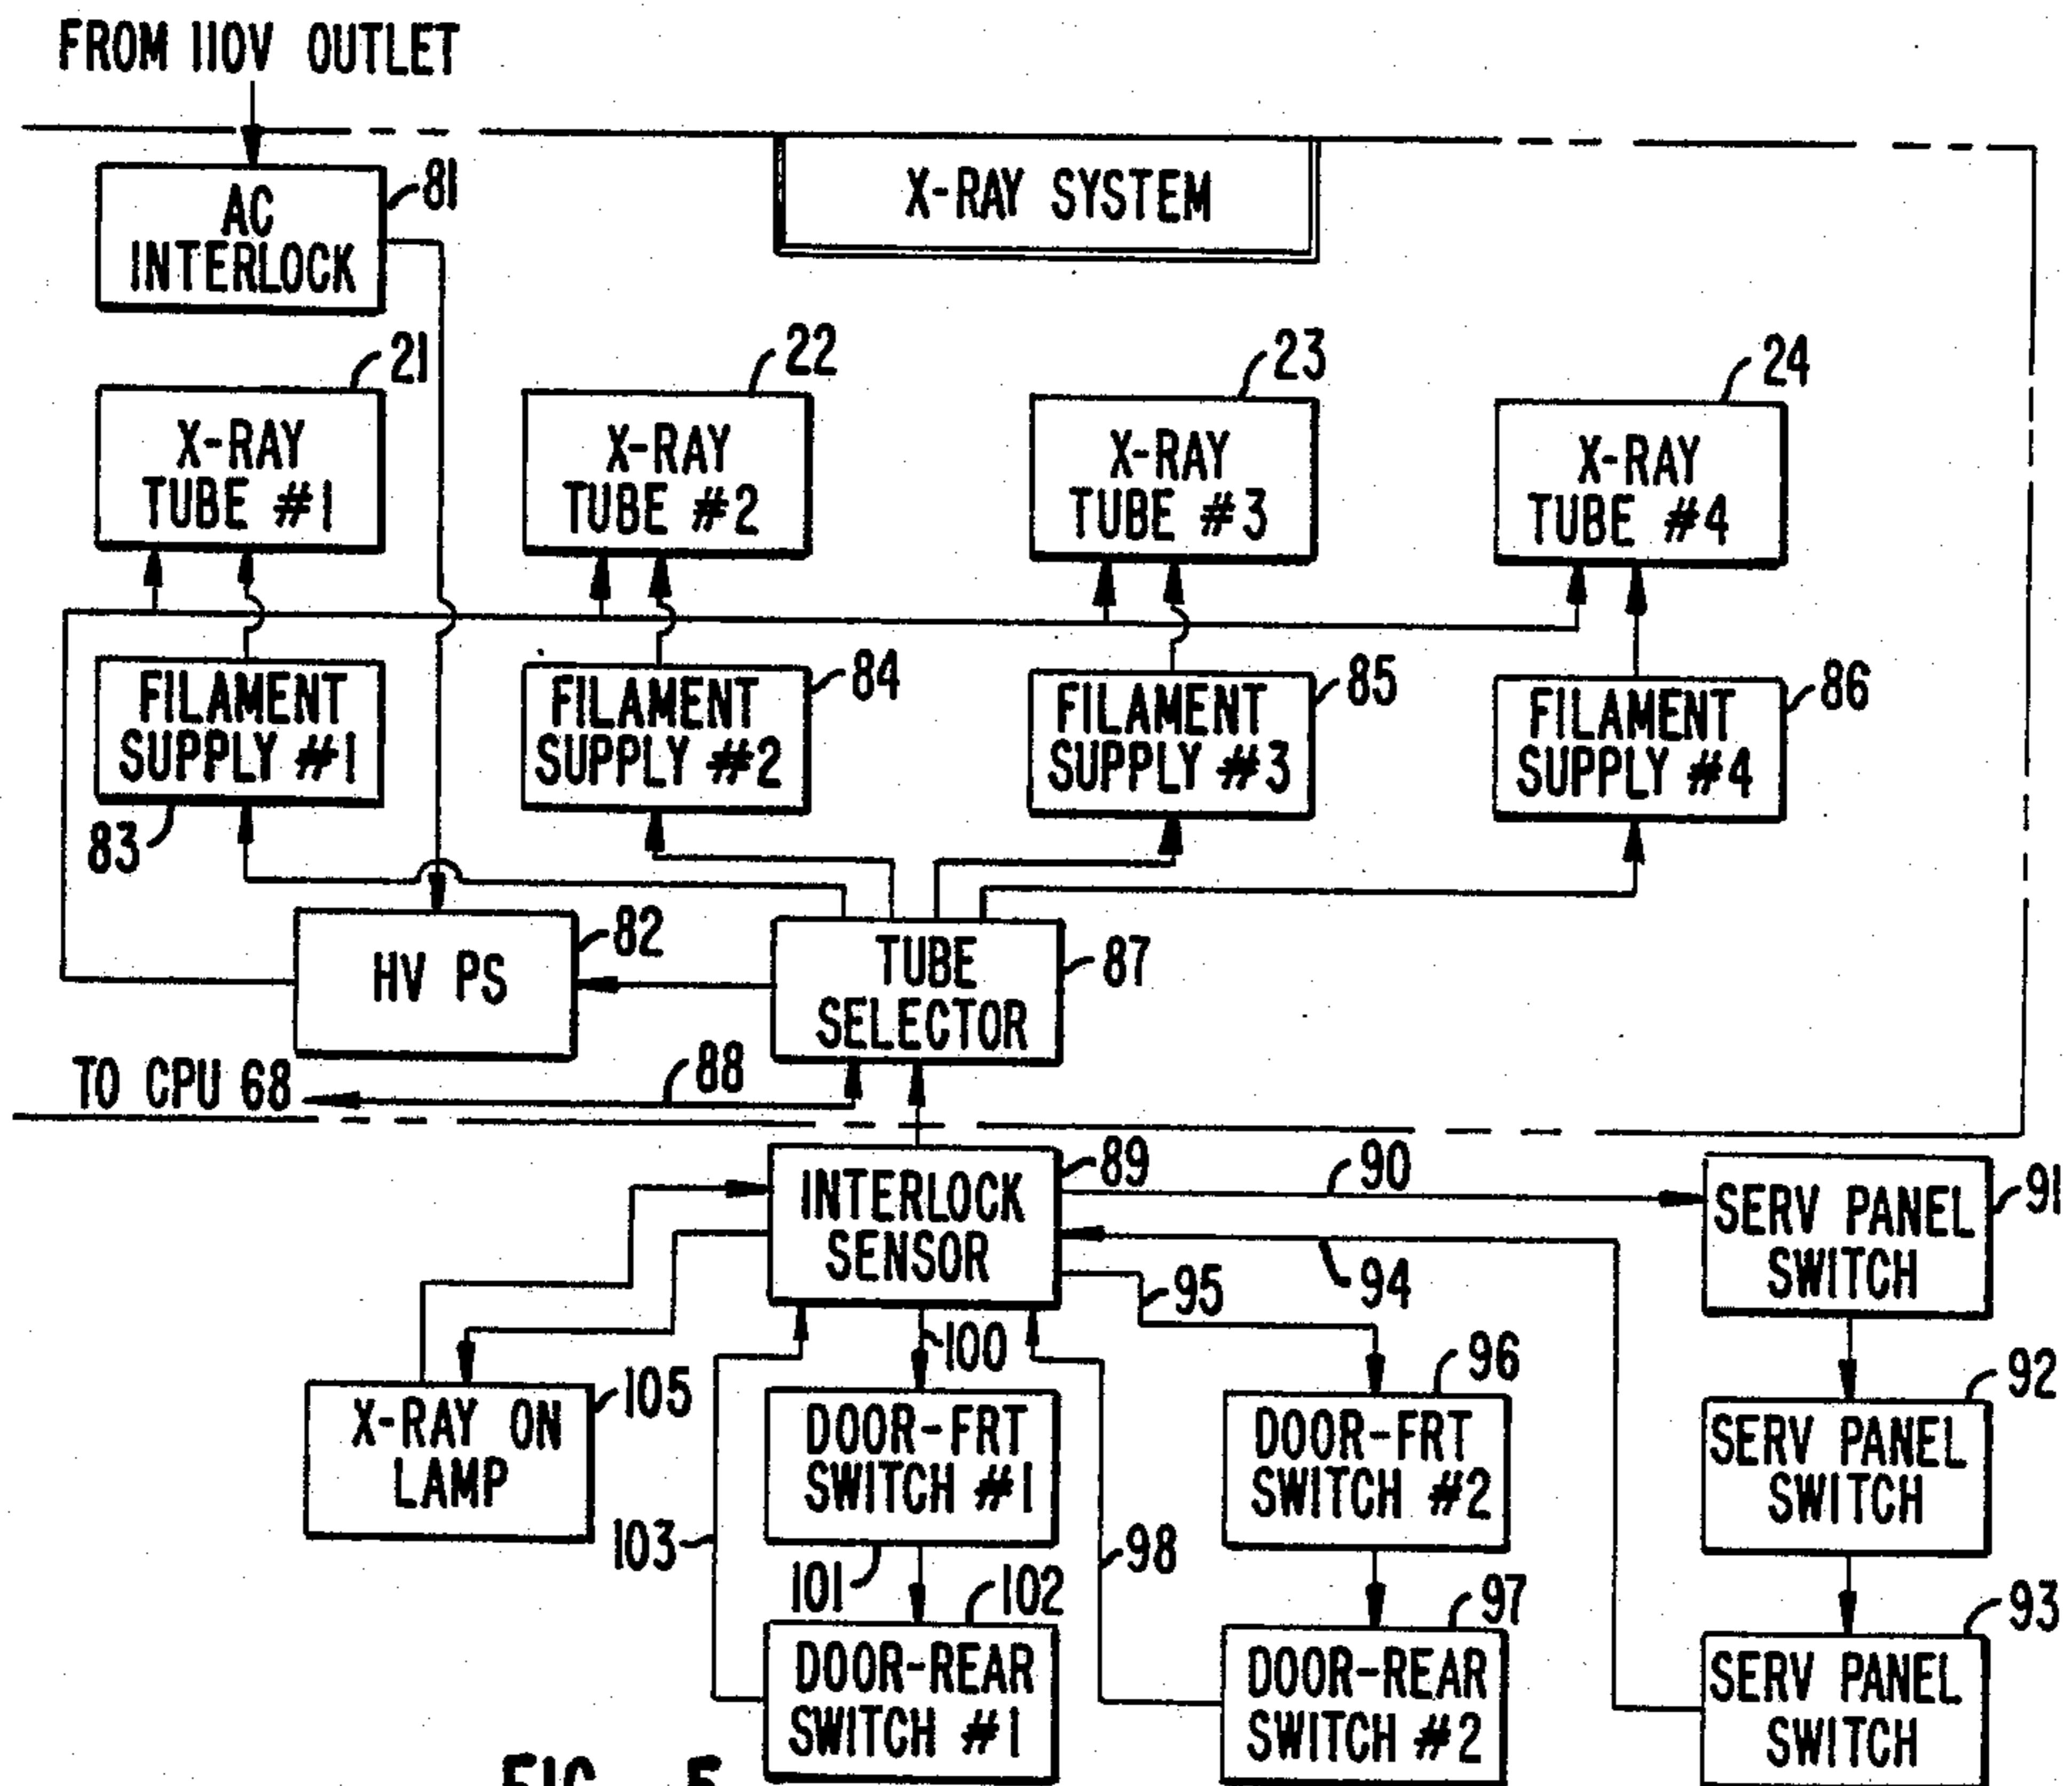 FROM 110V OUTLET
AC
INTERLOCK
81
X-RAY SYSTEM
21
22
23
24
X-RAY
TUBE #1
X-RAY
TUBE #2
X-RAY
TUBE #3
X-RAY
TUBE #4
FILAMENT
SUPPLY #1
83
FILAMENT
SUPPLY #2
84
FILAMENT
SUPPLY #3
85
FILAMENT
SUPPLY #4
86
HV PS
82
TUBE
SELECTOR
87
TO CPU 68
88
INTERLOCK
SENSOR
89
90
SERV PANEL
SWITCH
91
94
95
100
X-RAY ON
LAMP
105
DOOR-FRT
SWITCH #1
101
DOOR-FRT
SWITCH #2
96
SERV PANEL
SWITCH
92
103
98
DOOR-REAR
SWITCH #1
102
DOOR-REAR
SWITCH #2
97
SERV PANEL
SWITCH
93
FIG. 5